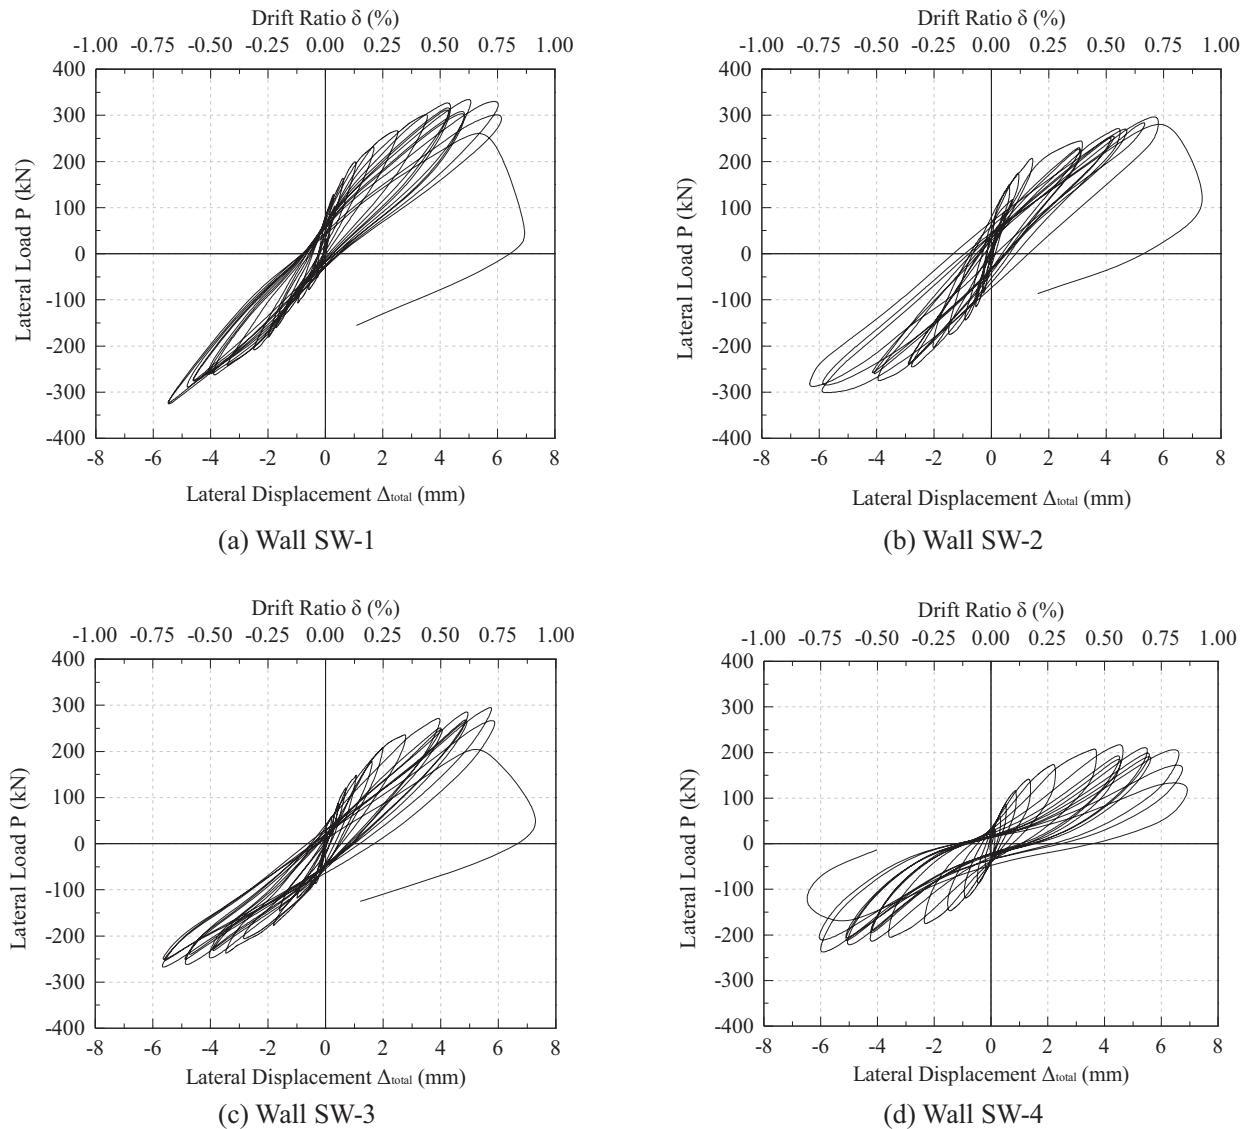 Drift Ratio δ (%)
-1.00 -0.75 -0.50 -0.25 0.00 0.25 0.50 0.75 1.00
400
300
200
100
0
-100
-200
-300
-400
Lateral Load P (kN)
-8 -6 -4 -2 0 2 4 6 8
Lateral Displacement Δtotal (mm)
(a) Wall SW-1
Drift Ratio δ (%)
-1.00 -0.75 -0.50 -0.25 0.00 0.25 0.50 0.75 1.00
400
300
200
100
0
-100
-200
-300
-400
Lateral Load P (kN)
-8 -6 -4 -2 0 2 4 6 8
Lateral Displacement Δtotal (mm)
(b) Wall SW-2
Drift Ratio δ (%)
-1.00 -0.75 -0.50 -0.25 0.00 0.25 0.50 0.75 1.00
400
300
200
100
0
-100
-200
-300
-400
Lateral Load P (kN)
-8 -6 -4 -2 0 2 4 6 8
Lateral Displacement Δtotal (mm)
(c) Wall SW-3
Drift Ratio δ (%)
-1.00 -0.75 -0.50 -0.25 0.00 0.25 0.50 0.75 1.00
400
300
200
100
0
-100
-200
-300
-400
Lateral Load P (kN)
-8 -6 -4 -2 0 2 4 6 8
Lateral Displacement Δtotal (mm)
(d) Wall SW-4